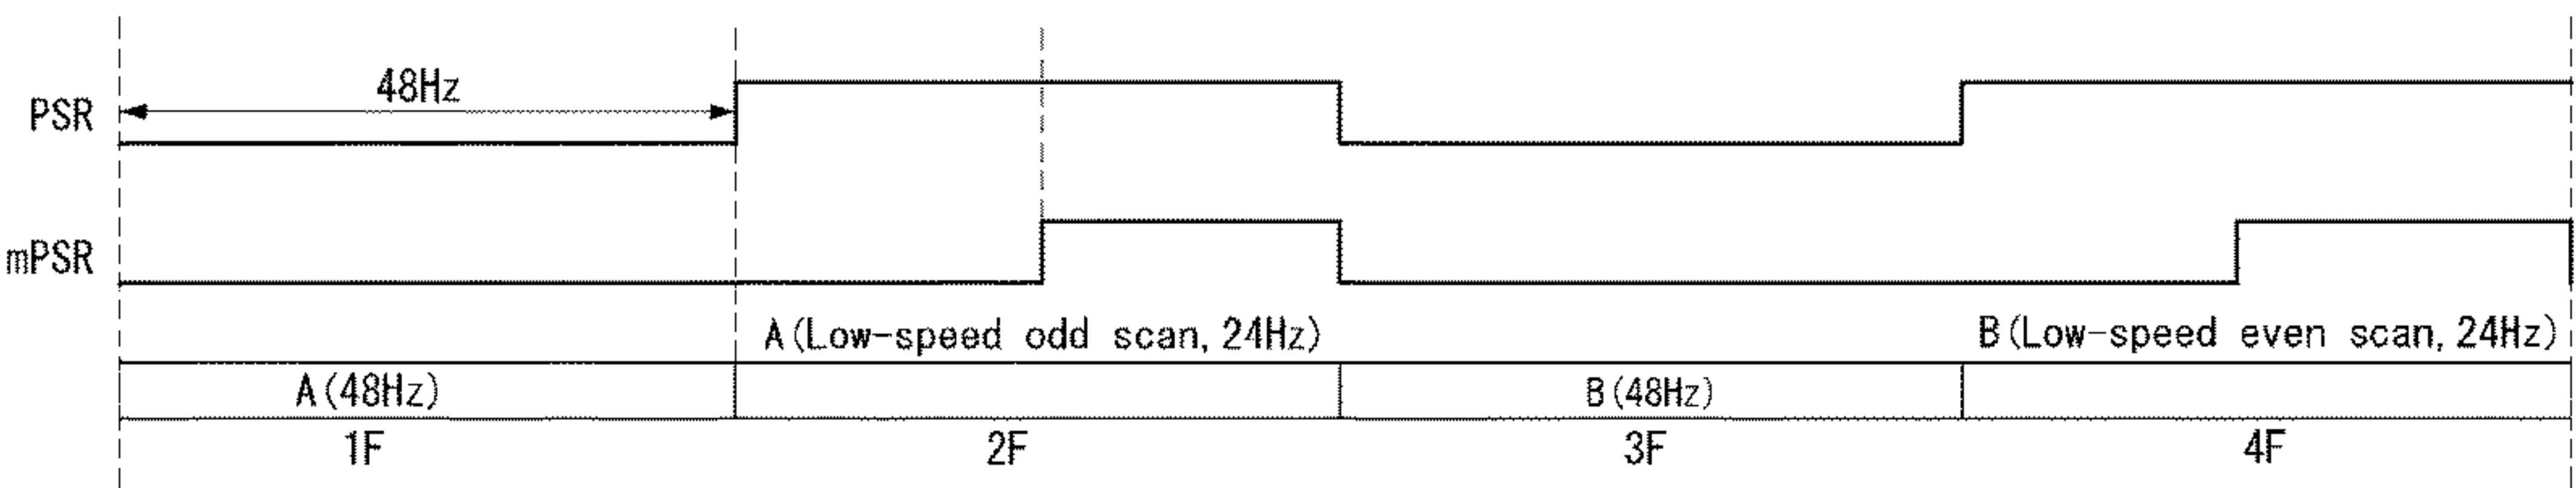 48Hz
PSR
mPSR
A(Low-speed odd scan, 24Hz)
B(Low-speed even scan, 24Hz)
A(48Hz)
B(48Hz)
1F
2F
3F
4F